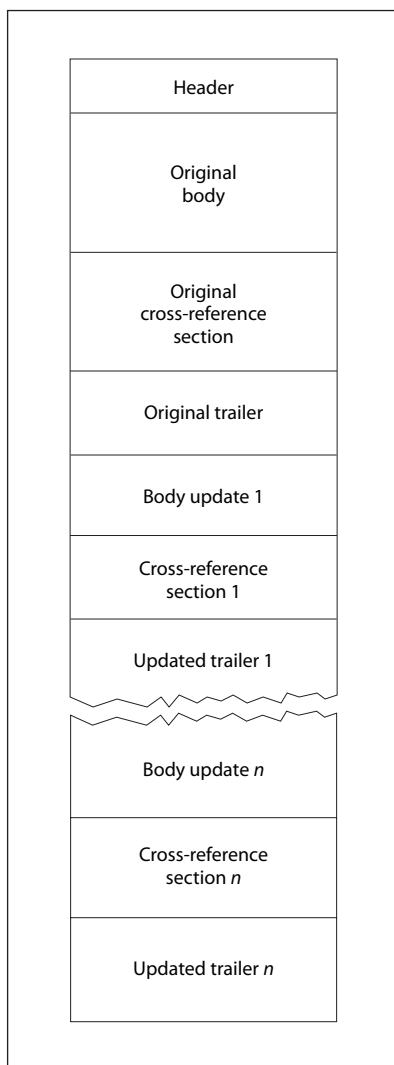 Header
Original
body
Original
cross-reference
section
Original trailer
Body update 1
Cross-reference
section 1
Updated trailer 1
Body update n
Cross-reference
section n
Updated trailer n